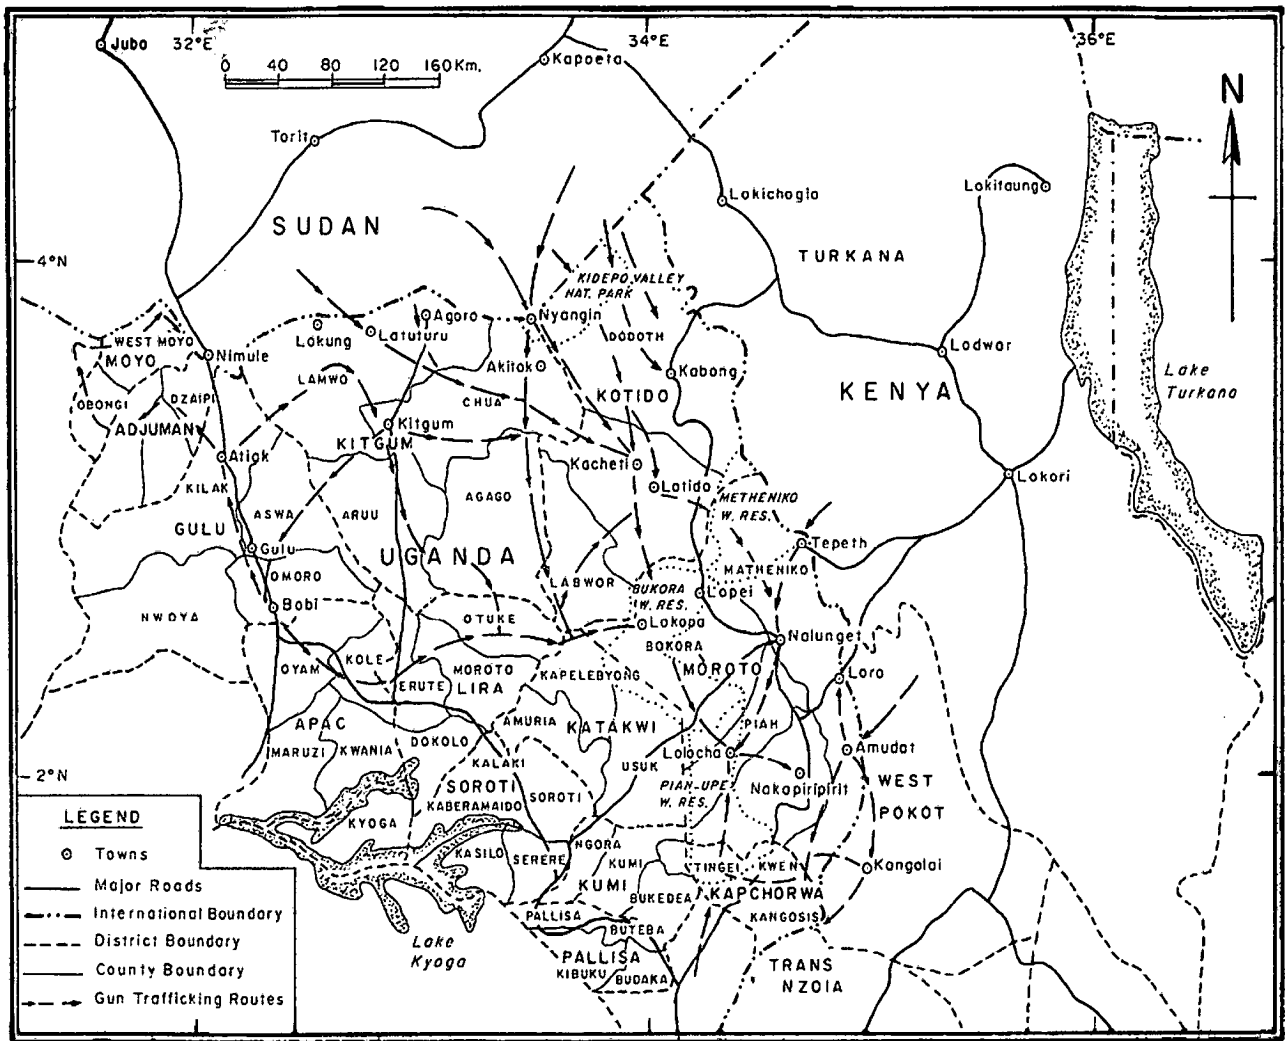 Juba
32°E
34°E
36°E
0 40 80 120 160 Km.
Kapoeta
N
Torit
Lokichogia
Lokitaung
SUDAN
TURKANA
4°N
KIDEPO VALLEY
NAT. PARK
Agoro
Nyangin
Lokung
Latuturu
DODOTH
WEST MOYO
MOYO
Nimule
Lodwar
Lake
Turkana
Akitok
Kabong
LAMWO
KENYA
OBONGI
DZAIPI
CHUA
KOTIDO
ADJUMAN
Kitgum
KITGUM
Atiak
Kacheti
Lokori
KILAK
AGAGO
Lotido
METHENIKO
W. RES.
ASWA
ARUU
GULU
Gulu
UGANDA
Tepeth
OMORO
LABWOR
MATHENIKO
BUKORA
W. RES.
Lopei
Bobi
NWOYA
OTUKE
Lokopa
Nalunget
KOLE
BOKORA
OYAM
MOROTO
KAPELEBYONG
MOROTO
Loro
ERUTE
LIRA
APAC
AMURIA
KATAKWI
PIAH
MARUZI
KWANIA
DOKOLO
Lolocha
Amudat
KALAKI
USUK
2°N
SOROTI
Nakapiripirit
WEST
POKOT
PIAN-UPE
W. RES.
KABERAMAIDO
SOROTI
LEGEND
KYOGA
Towns
KASILO
SERERE
NGORA
KUMI
TINGEI
KWEN
Kangolai
Major Roads
KUMI
BUKEDEA
KAPCHORWA
International Boundary
PALLISA
KANGOSIS
District Boundary
BUTEBA
Lake
Kyoga
PALLISA
TRANS
NZOIA
County Boundary
KIBUKU
BUDAKA
Gun Trafficking Routes